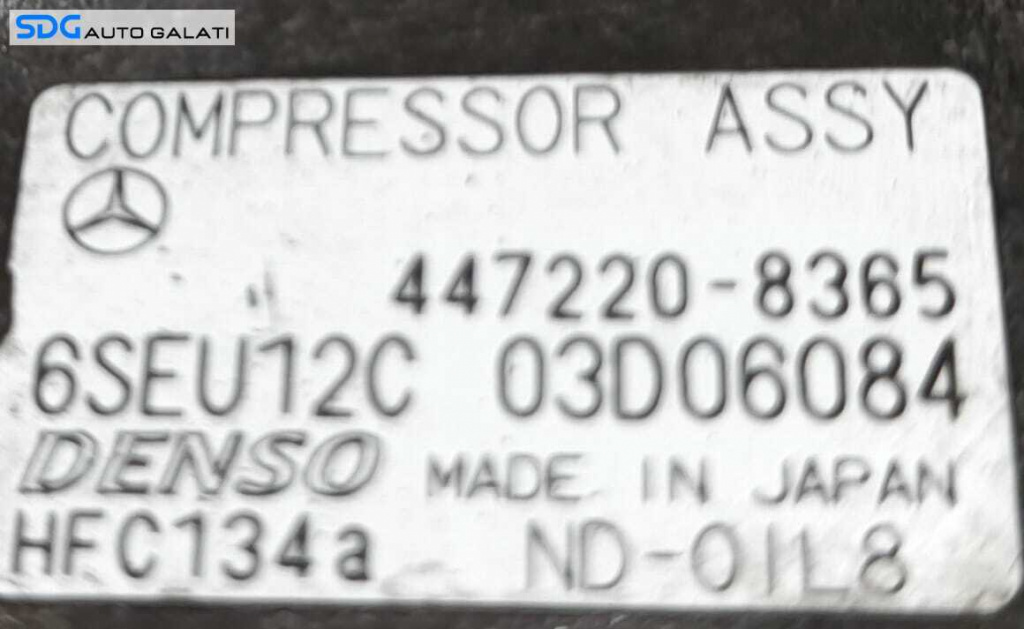 SDG AUTO GALATI
COMPRESSOR ASSY
447220-8365
6SEU12C 03D06084
DENSO MADE IN JAPAN
HFC134a ND-OIL8